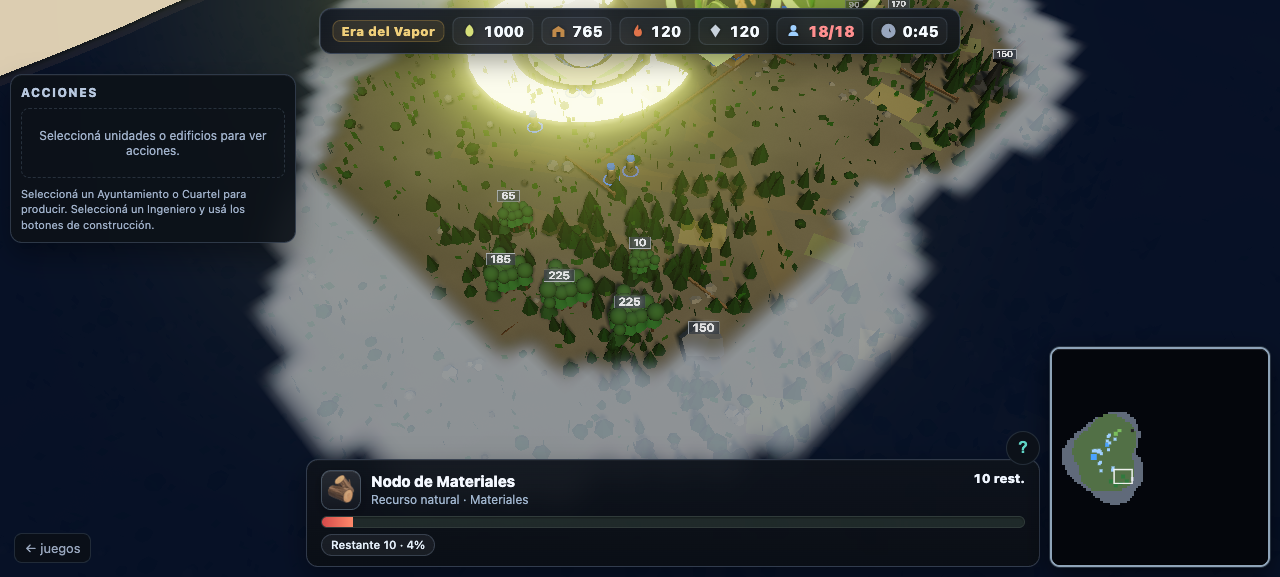 90
170
Era del Vapor
1000
765
120
120
18/18
0:45
150
ACCIONES
Seleccioná unidades o edificios para ver
acciones.
Seleccioná un Ayuntamiento o Cuartel para
producir. Seleccioná un Ingeniero y usá los
botones de construcción.
65
10
185
225
225
150
?
Nodo de Materiales
10 rest.
Recurso natural · Materiales
Restante 10 · 4%
← juegos